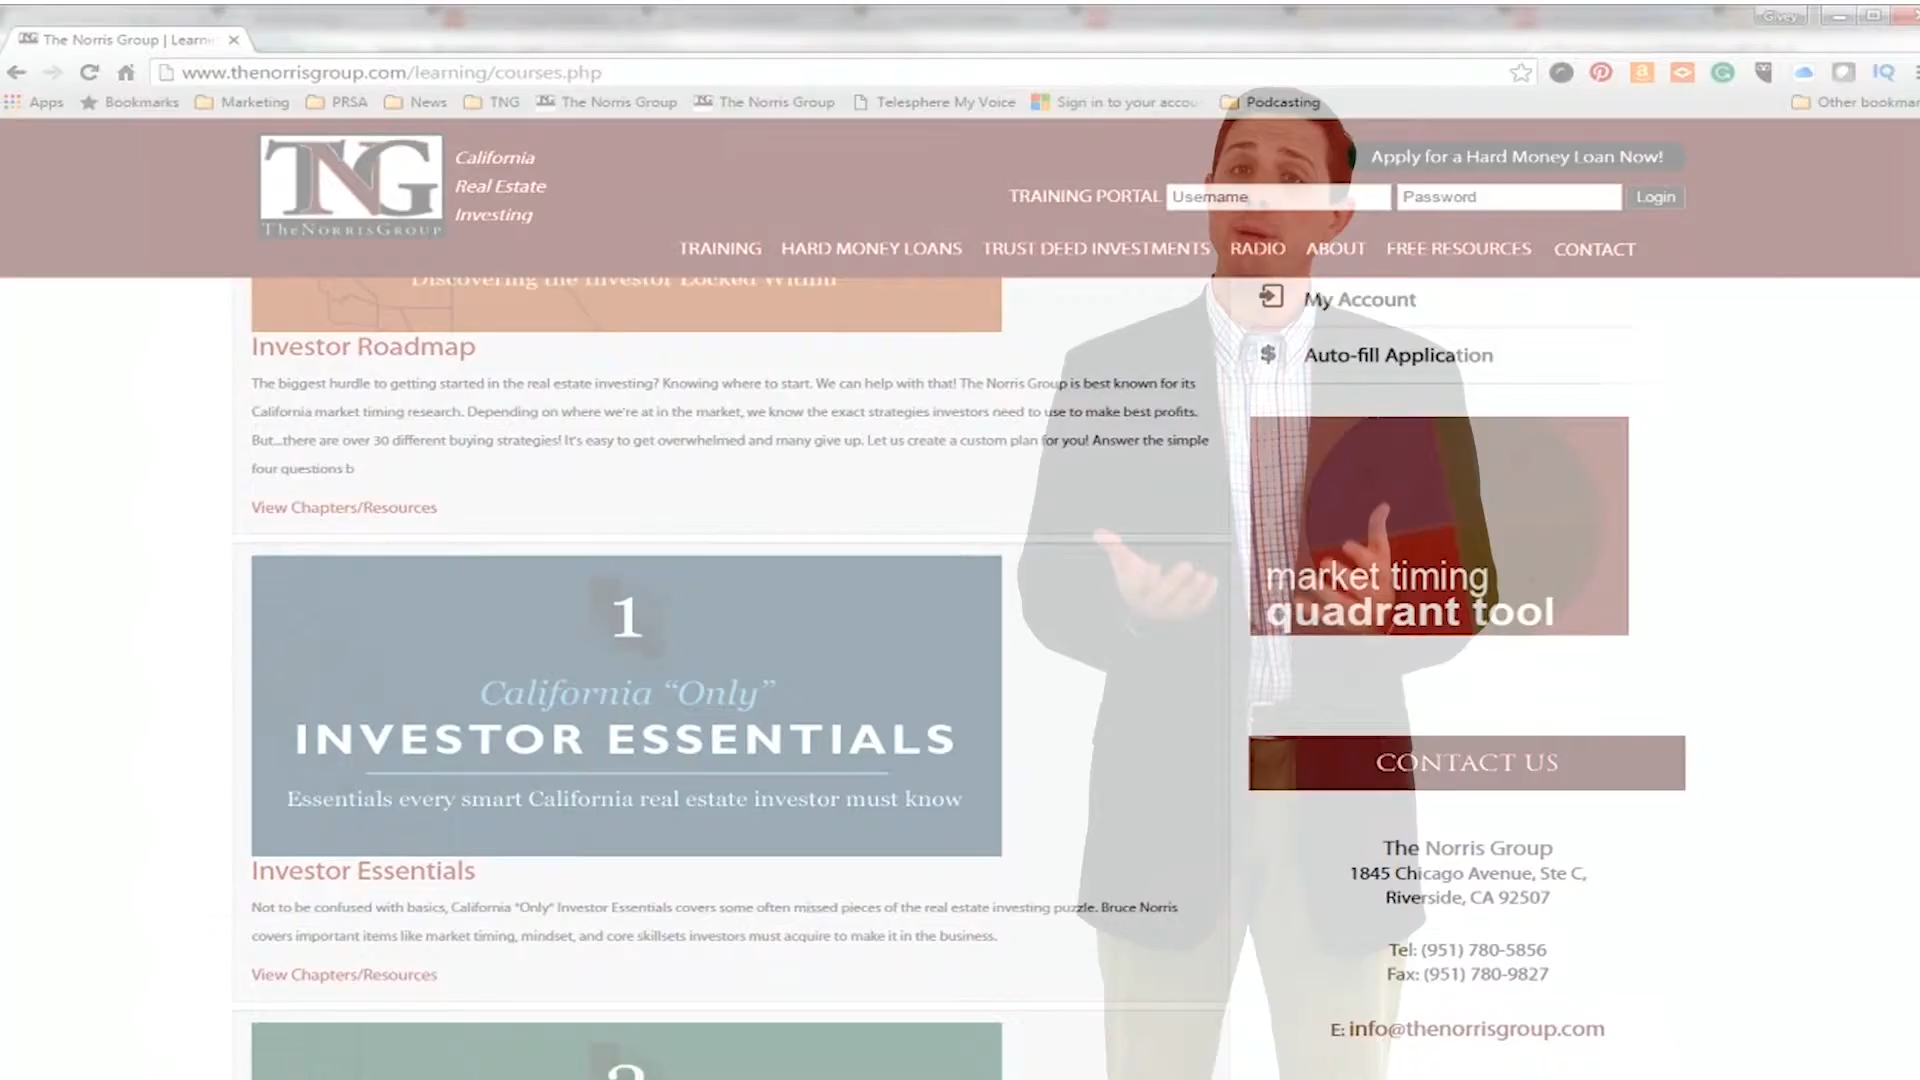 Givey
The Norris Group | Learni
www.thenorrisgroup.com/learning/courses.php
Apps Bookmarks Marketing PRSA News TNG The Norris Group The Norris Group Telesphere My Voice Sign in to your accou Podcasting Other bookmar
TNG
TheNorrisGroup
California
Real Estate
Investing
Apply for a Hard Money Loan Now!
TRAINING PORTAL Username Password Login
TRAINING HARD MONEY LOANS TRUST DEED INVESTMENTS RADIO ABOUT FREE RESOURCES CONTACT
Discovering the Investor Locked Within
Investor Roadmap
The biggest hurdle to getting started in the real estate investing? Knowing where to start. We can help with that! The Norris Group is best known for its
California market timing research. Depending on where we're at in the market, we know the exact strategies investors need to use to make best profits.
But...there are over 30 different buying strategies! It's easy to get overwhelmed and many give up. Let us create a custom plan for you! Answer the simple
four questions b
View Chapters/Resources
1
California “Only”
INVESTOR ESSENTIALS
Essentials every smart California real estate investor must know
Investor Essentials
Not to be confused with basics, California "Only" Investor Essentials covers some often missed pieces of the real estate investing puzzle. Bruce Norris
covers important items like market timing, mindset, and core skillsets investors must acquire to make it in the business.
View Chapters/Resources
2
My Account
$ Auto-fill Application
market timing
quadrant tool
CONTACT US
The Norris Group
1845 Chicago Avenue, Ste C,
Riverside, CA 92507
Tel: (951) 780-5856
Fax: (951) 780-9827
E: info@thenorrisgroup.com
IQ